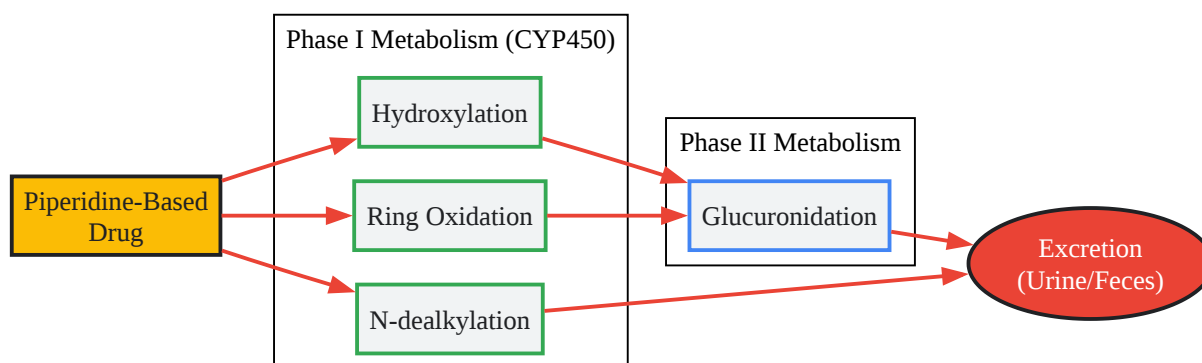 Phase I Metabolism (CYP450)
Hydroxylation
Phase II Metabolism
Piperidine-Based
Drug
Ring Oxidation
Glucuronidation
Excretion
(Urine/Feces)
N-dealkylation